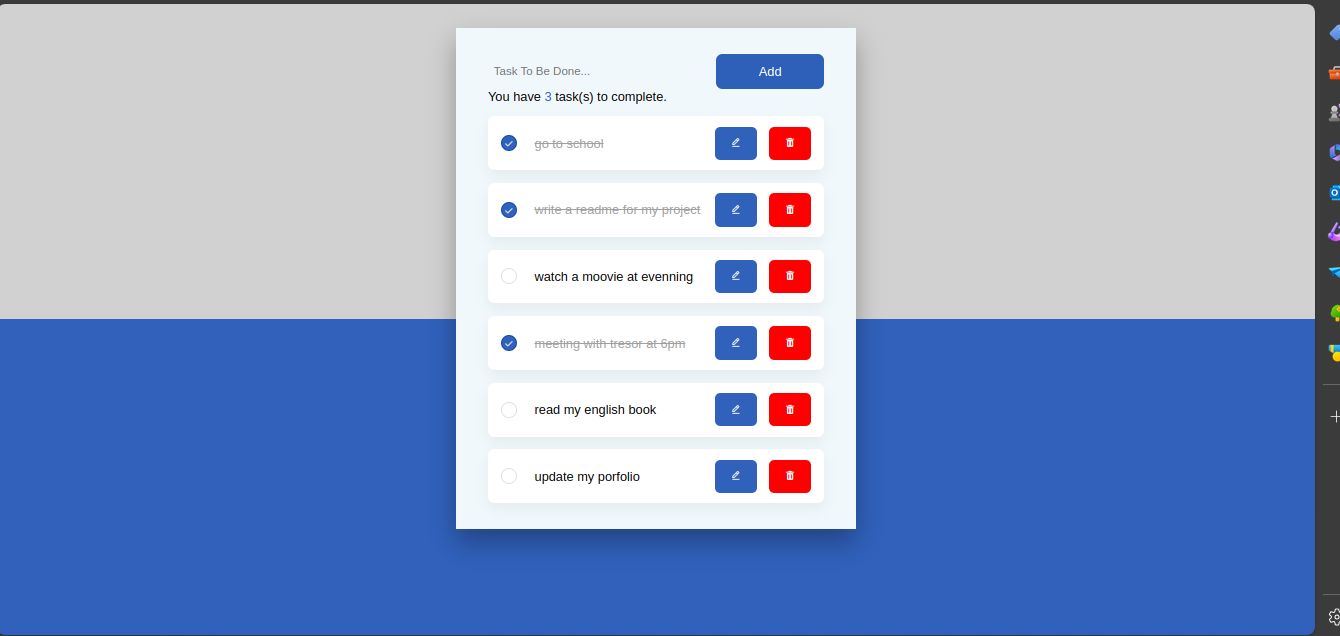 Task To Be Done...
Add
You have 3 task(s) to complete.
go to school
write a readme for my project
watch a moovie at evenning
meeting with tresor at 6pm
read my english book
update my porfolio